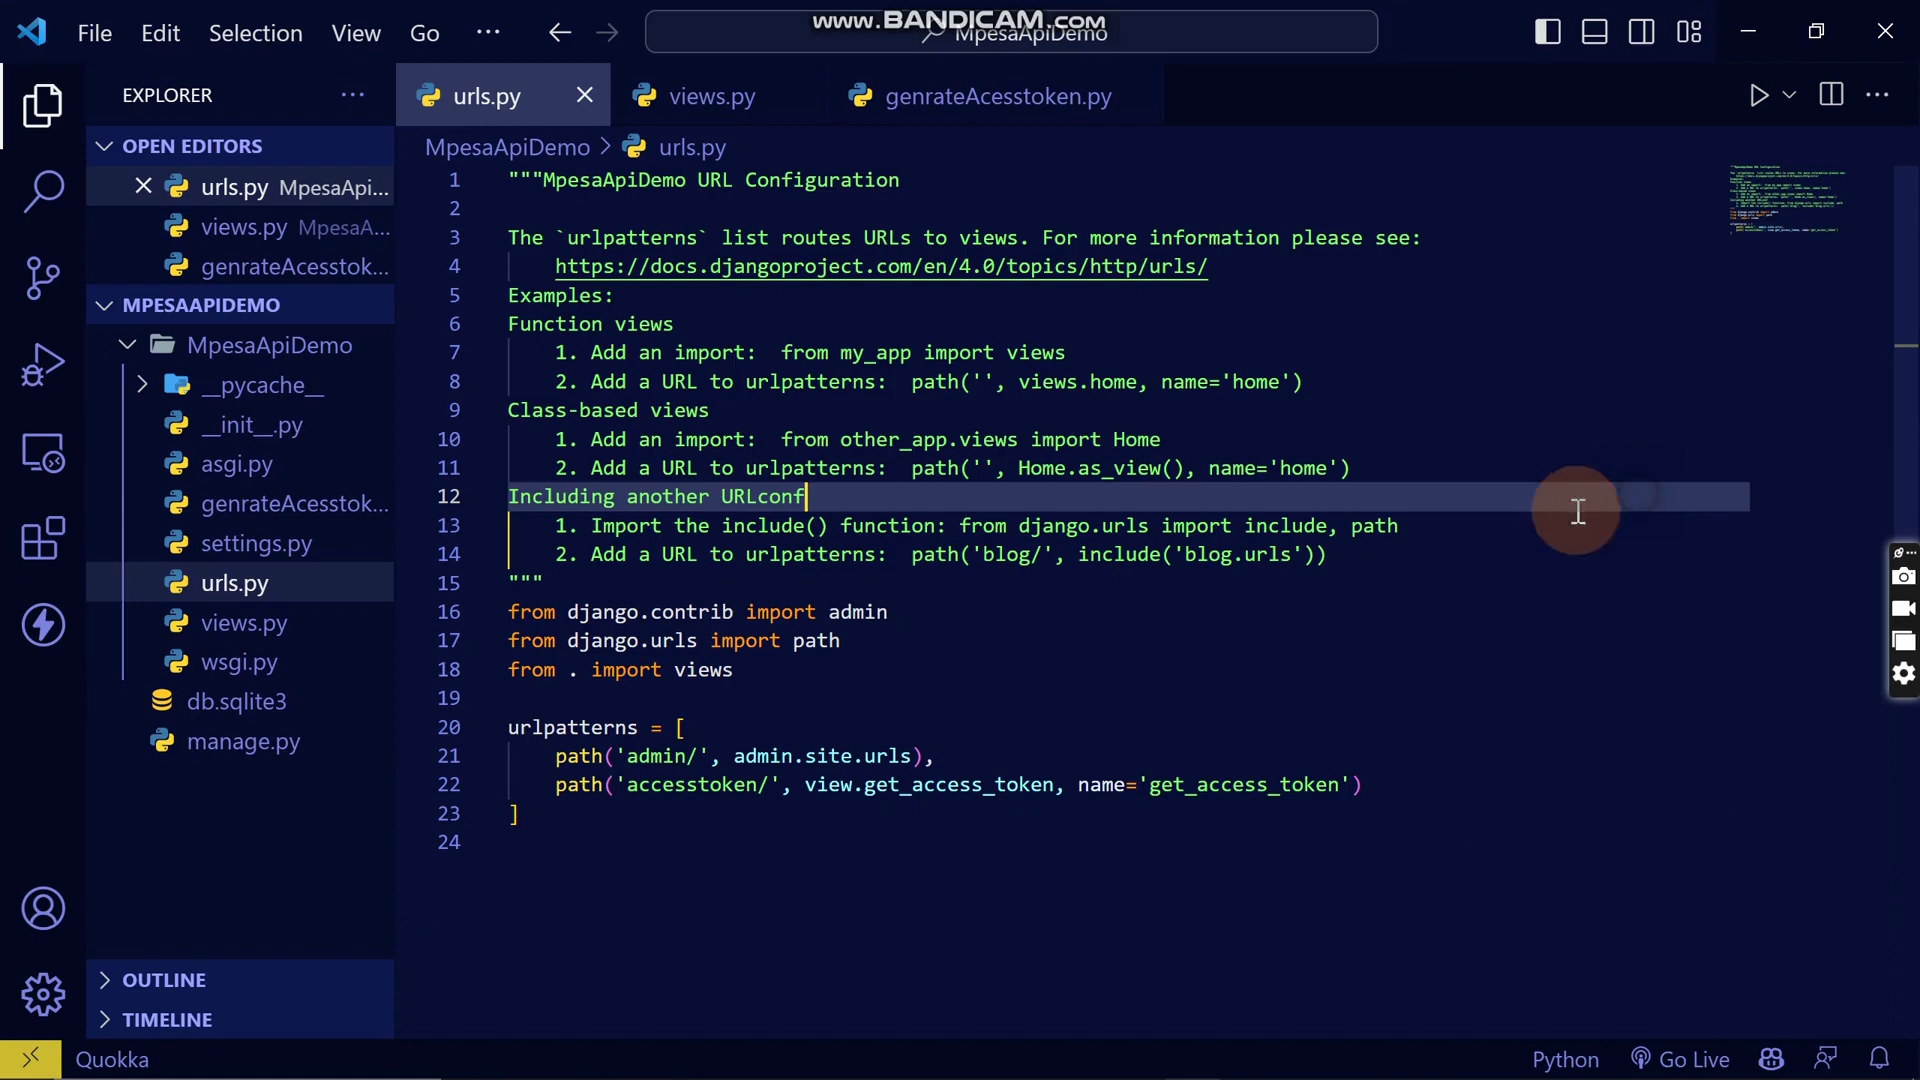 www.BANDICAM.com
File Edit Selection View Go ... MpesaApiDemo
EXPLORER ...
urls.py
views.py
genrateAcesstoken.py
OPEN EDITORS
urls.py MpesaApi...
views.py MpesaA...
genrateAcesstok...
MPESAAPIDEMO
MpesaApiDemo
__pycache__
__init__.py
asgi.py
genrateAcesstok...
settings.py
urls.py
views.py
wsgi.py
db.sqlite3
manage.py
OUTLINE
TIMELINE
MpesaApiDemo > urls.py
1 """MpesaApiDemo URL Configuration
2
3 The `urlpatterns` list routes URLs to views. For more information please see:
4     https://docs.djangoproject.com/en/4.0/topics/http/urls/
5 Examples:
6 Function views
7     1. Add an import:  from my_app import views
8     2. Add a URL to urlpatterns:  path('', views.home, name='home')
9 Class-based views
10     1. Add an import:  from other_app.views import Home
11     2. Add a URL to urlpatterns:  path('', Home.as_view(), name='home')
12 Including another URLconf
13     1. Import the include() function: from django.urls import include, path
14     2. Add a URL to urlpatterns:  path('blog/', include('blog.urls'))
15 """
16 from django.contrib import admin
17 from django.urls import path
18 from . import views
19
20 urlpatterns = [
21     path('admin/', admin.site.urls),
22     path('accesstoken/', view.get_access_token, name='get_access_token')
23 ]
24
Quokka
Python
Go Live